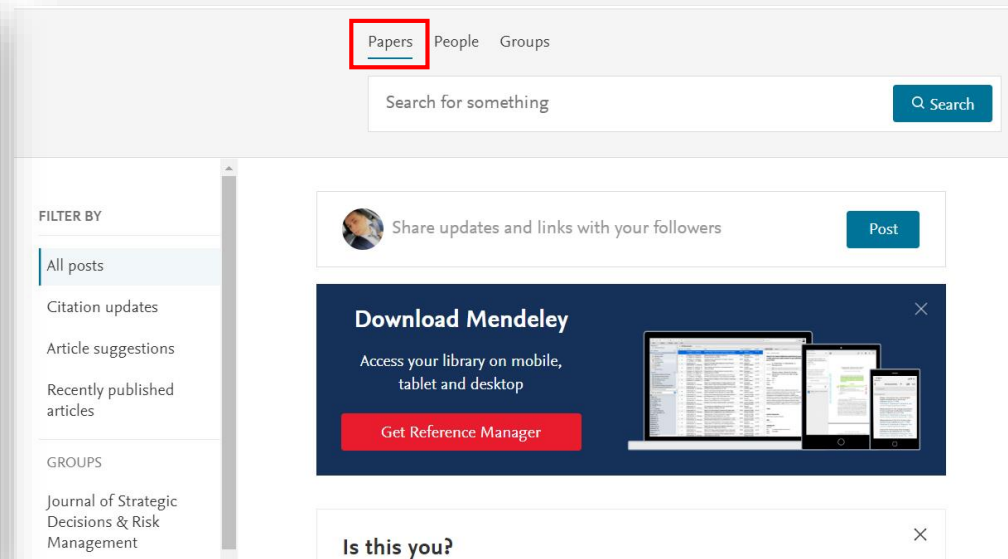 Papers People Groups
Search for something
Search
FILTER BY
All posts
Citation updates
Article suggestions
Recently published
articles
GROUPS
Journal of Strategic
Decisions & Risk
Management
Share updates and links with your followers
Post
Download Mendeley
Access your library on mobile,
tablet and desktop
Get Reference Manager
Is this you?